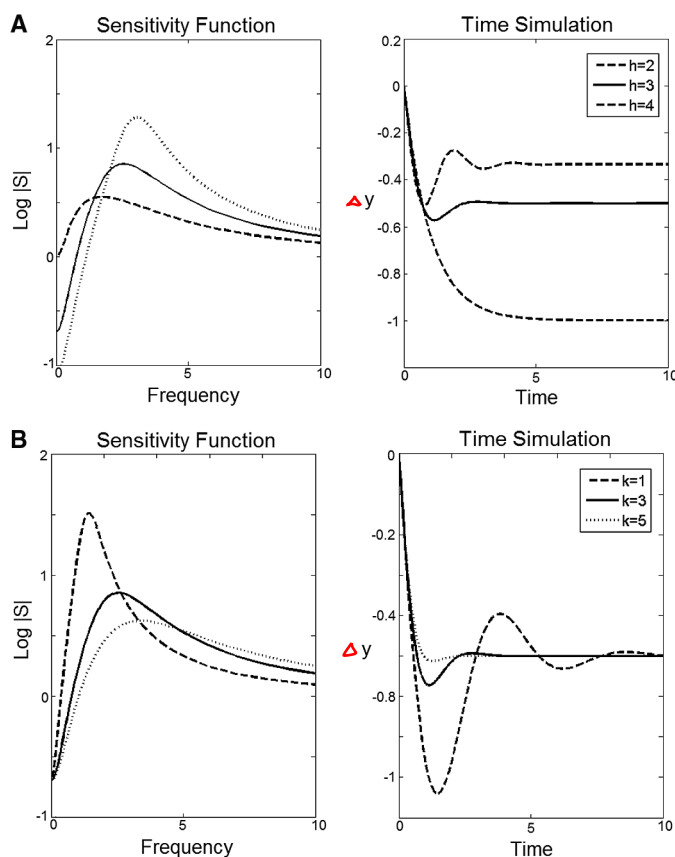 A
Sensitivity Function
2
1
0
-1
Log |S|
0
5
10
Frequency
Time Simulation
0.2
0
-0.2
-0.4
-0.6
-0.8
-1
Δ y
h=2
h=3
h=4
0
5
10
Time
B
Sensitivity Function
2
1
0
-1
Log |S|
0
5
10
Frequency
Time Simulation
0
-0.2
-0.4
-0.8
-1
Δ y
k=1
k=3
k=5
0
5
10
Time